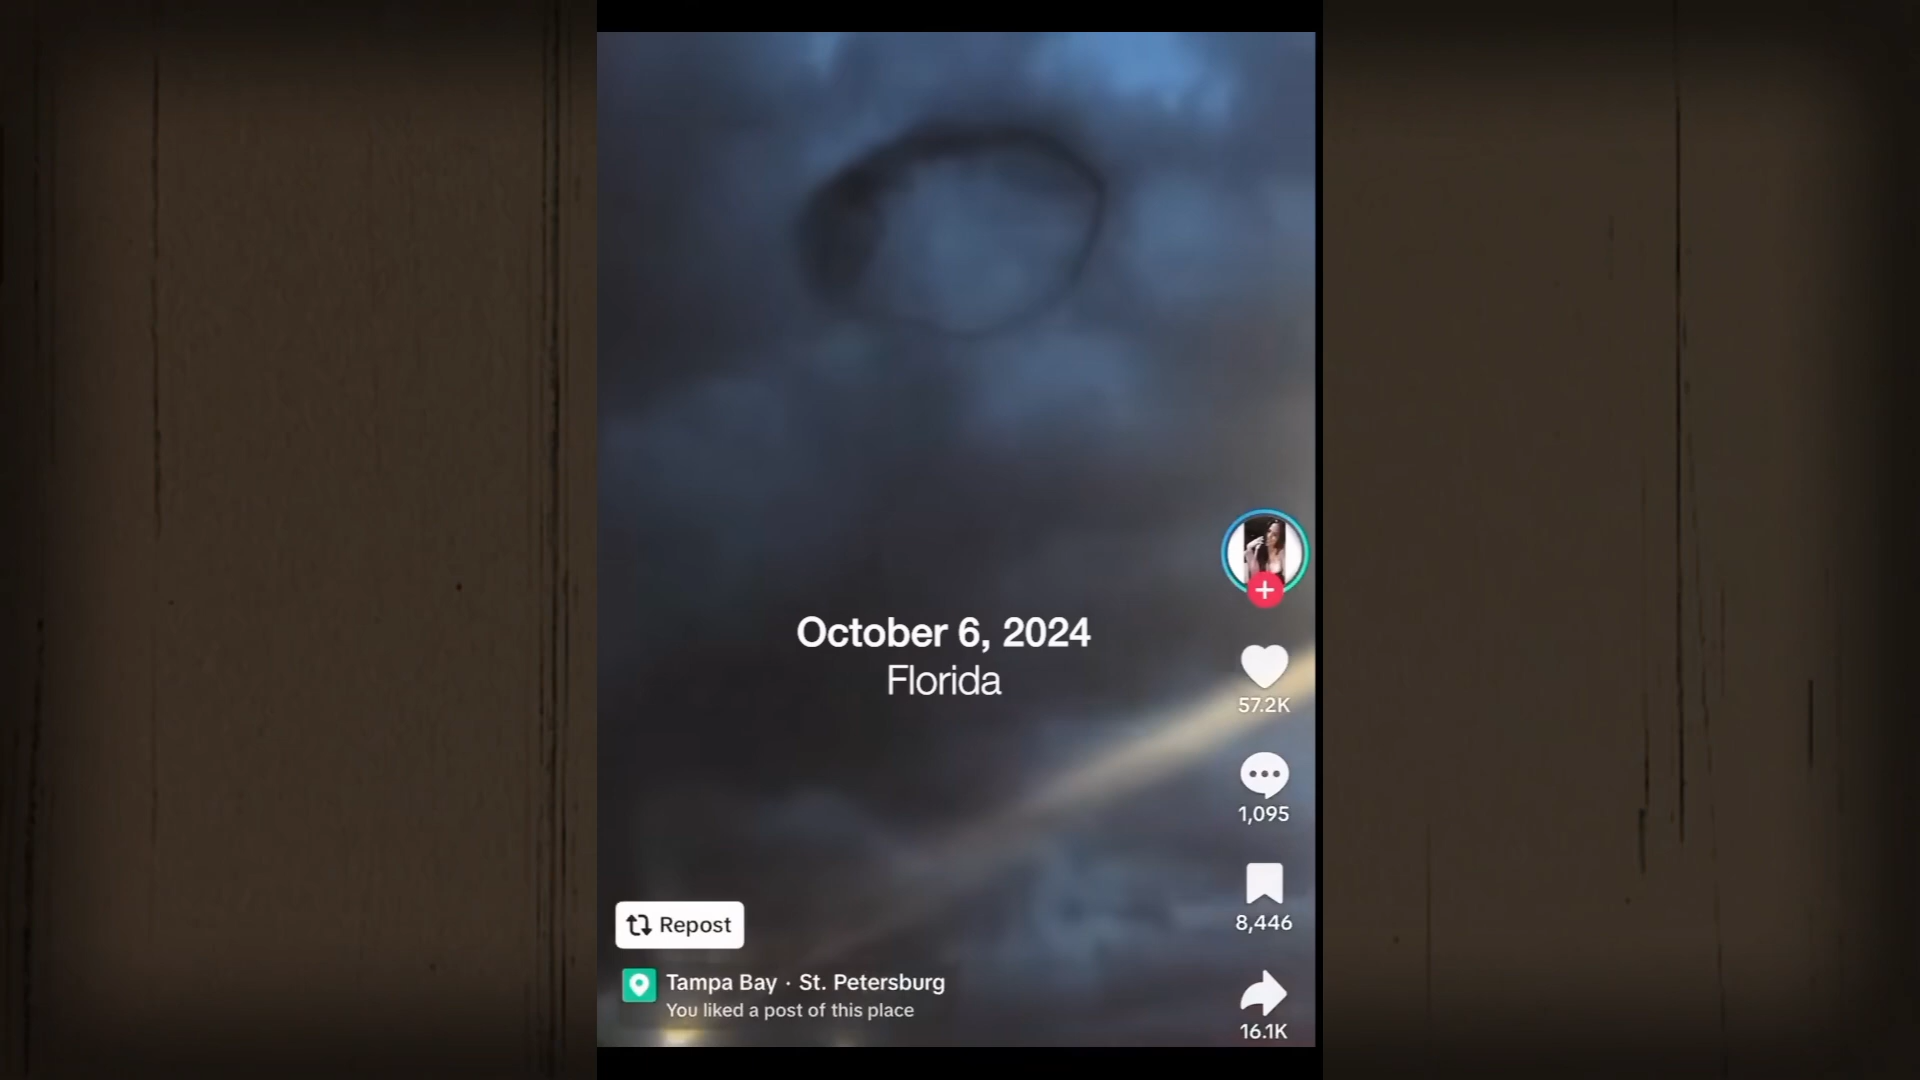 October 6, 2024
Florida
57.2K
1,095
8,446
16.1K
Repost
Tampa Bay · St. Petersburg
You liked a post of this place